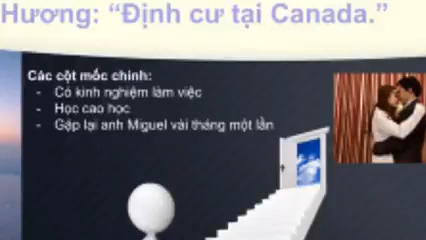 Hương: “Định cư tại Canada.”
Các cột mốc chính:
- Có kinh nghiệm làm việc
- Học cao học
- Gặp lại anh Miguel vài tháng một lần